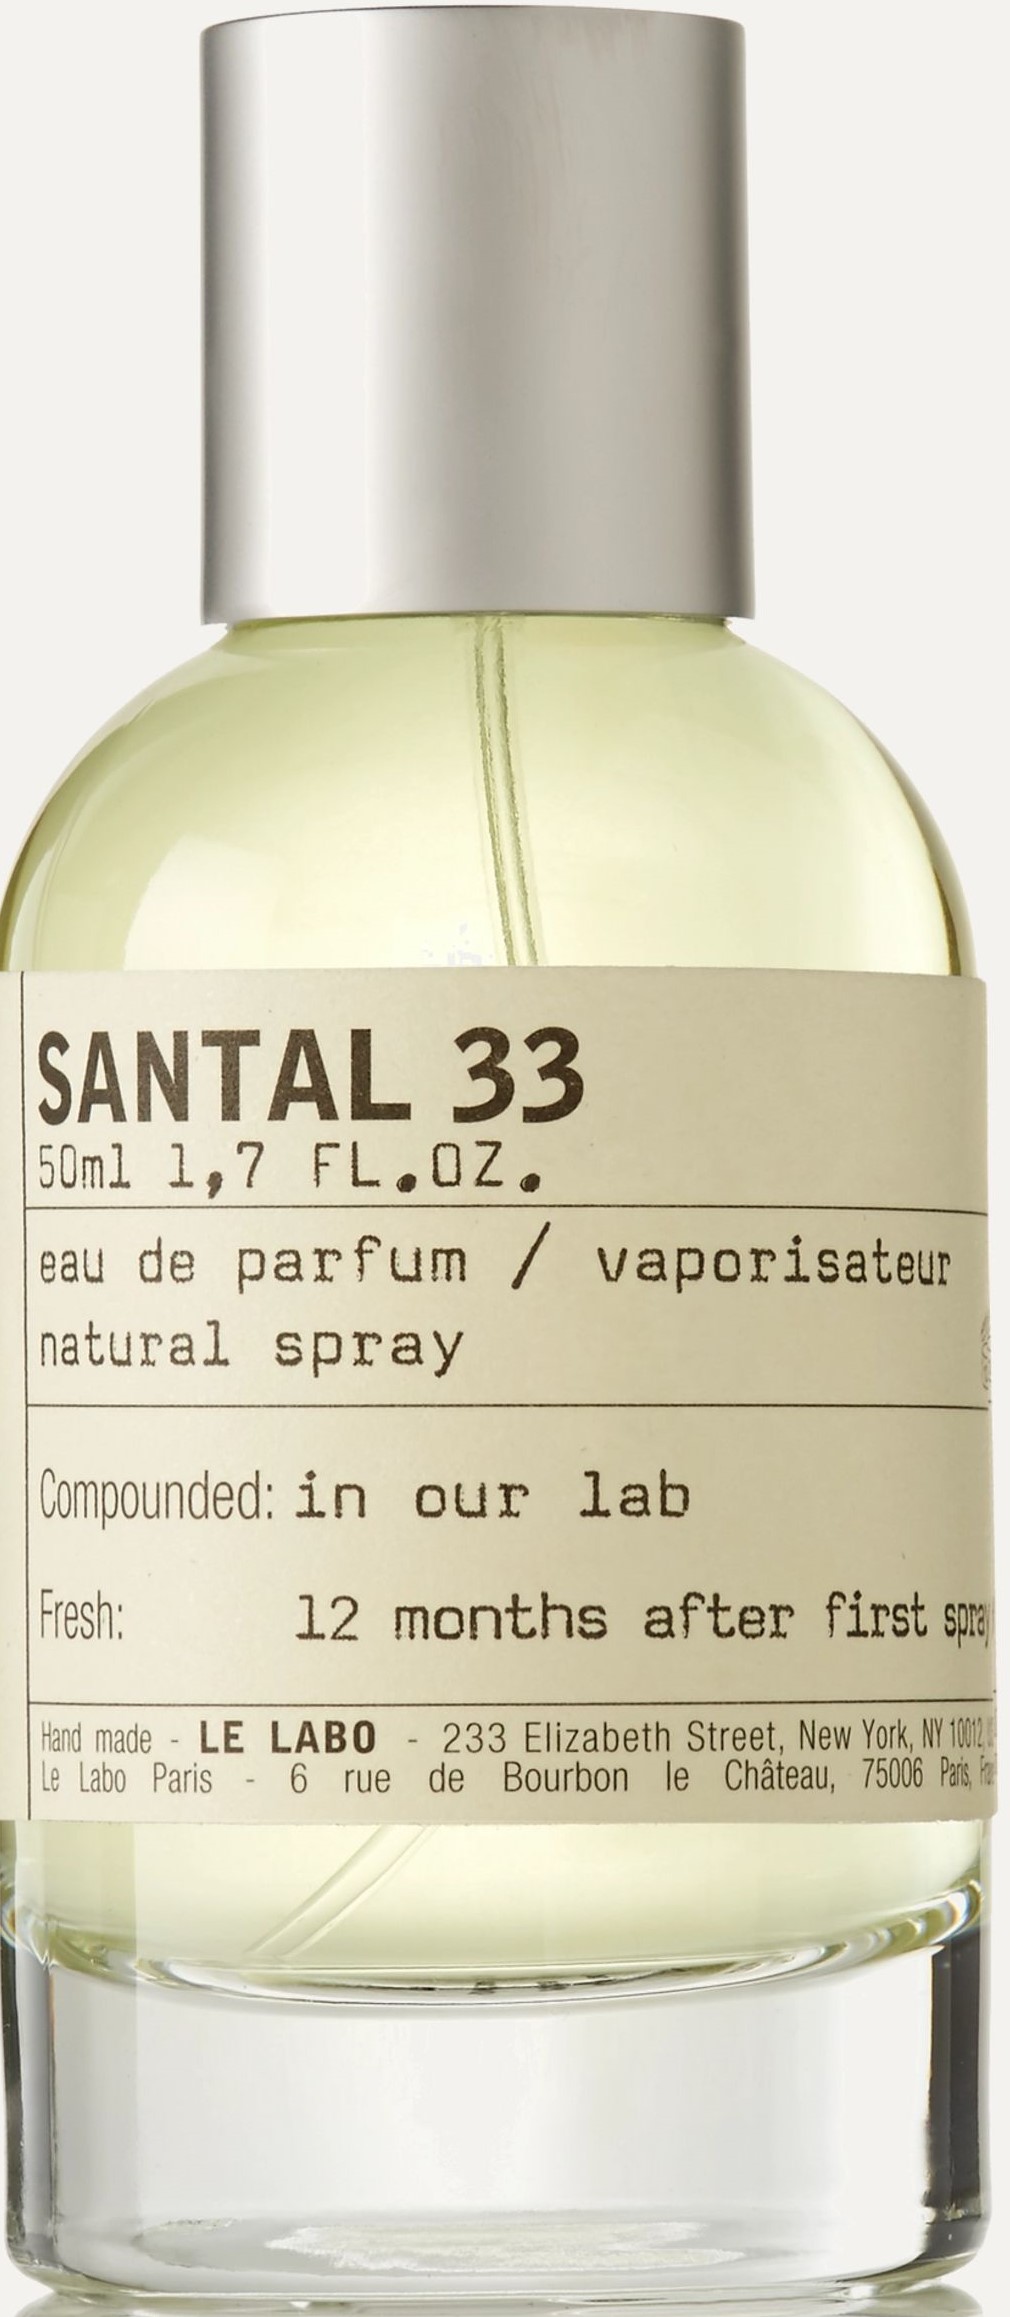 SANTAL 33
50ml 1,7 FL.OZ.
eau de parfum / vaporisateur
natural spray
Compounded: in our lab
Fresh: 12 months after first spray
Hand made - LE LABO - 233 Elizabeth Street, New York, NY 10012,
Le Labo Paris - 6 rue de Bourbon le Château, 75006 Paris,